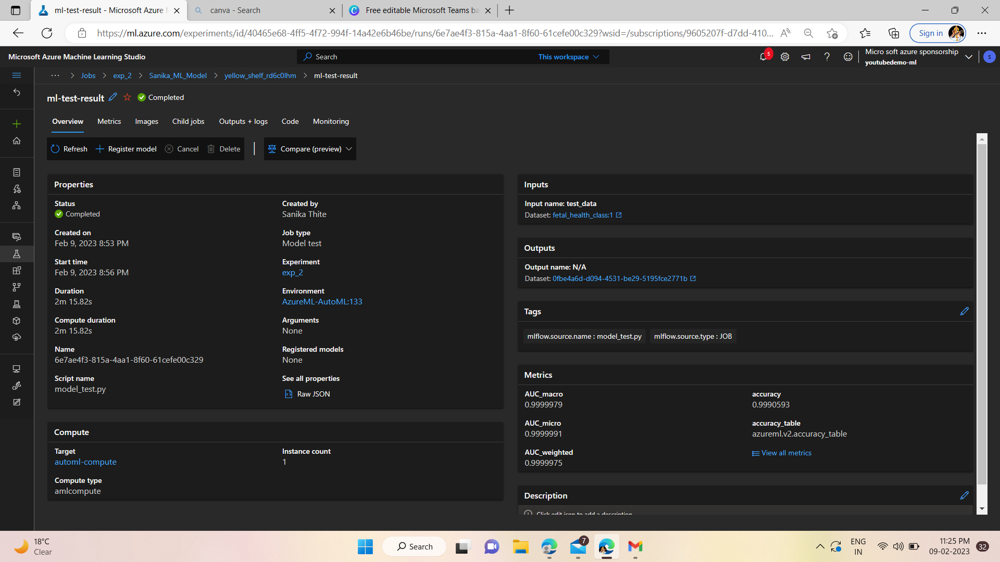 ml-test-result - Microsoft Azure M
canva - Search
Free editable Microsoft Teams ba
https://ml.azure.com/experiments/id/40465e68-4ff5-4f72-994f-14a42e6b46be/runs/6e7ae4f3-815a-4aa1-8f60-61cefe00c329?wsid=/subscriptions/9605207f-d7dd-410...
Sign in
Microsoft Azure Machine Learning Studio
Search
This workspace
5
Micro soft azure sponsorship
youtubedemo-ml
S
... > Jobs > exp_2 > Sanika_ML_Model > yellow_shelf_rd6c0lhm > ml-test-result
ml-test-result
Completed
Overview Metrics Images Child jobs Outputs + logs Code Monitoring
Refresh Register model Cancel Delete Compare (preview)
Properties
Status
Completed
Created on
Feb 9, 2023 8:53 PM
Start time
Feb 9, 2023 8:56 PM
Duration
2m 15.82s
Compute duration
2m 15.82s
Name
6e7ae4f3-815a-4aa1-8f60-61cefe00c329
Script name
model_test.py
Created by
Sanika Thite
Job type
Model test
Experiment
exp_2
Environment
AzureML-AutoML:133
Arguments
None
Registered models
None
See all properties
Raw JSON
Compute
Target
automl-compute
Compute type
amlcompute
Instance count
1
Inputs
Input name: test_data
Dataset: fetal_health_class:1
Outputs
Output name: N/A
Dataset: 0fbe4a6d-d094-4531-be29-5195fce2771b
Tags
mlflow.source.name : model_test.py
mlflow.source.type : JOB
Metrics
AUC_macro
0.9999979
AUC_micro
0.9999991
AUC_weighted
0.9999975
accuracy
0.9990593
accuracy_table
azureml.v2.accuracy_table
View all metrics
Description
Click edit icon to add a description
18°C
Clear
Search
7
ENG
IN
11:25 PM
09-02-2023
32